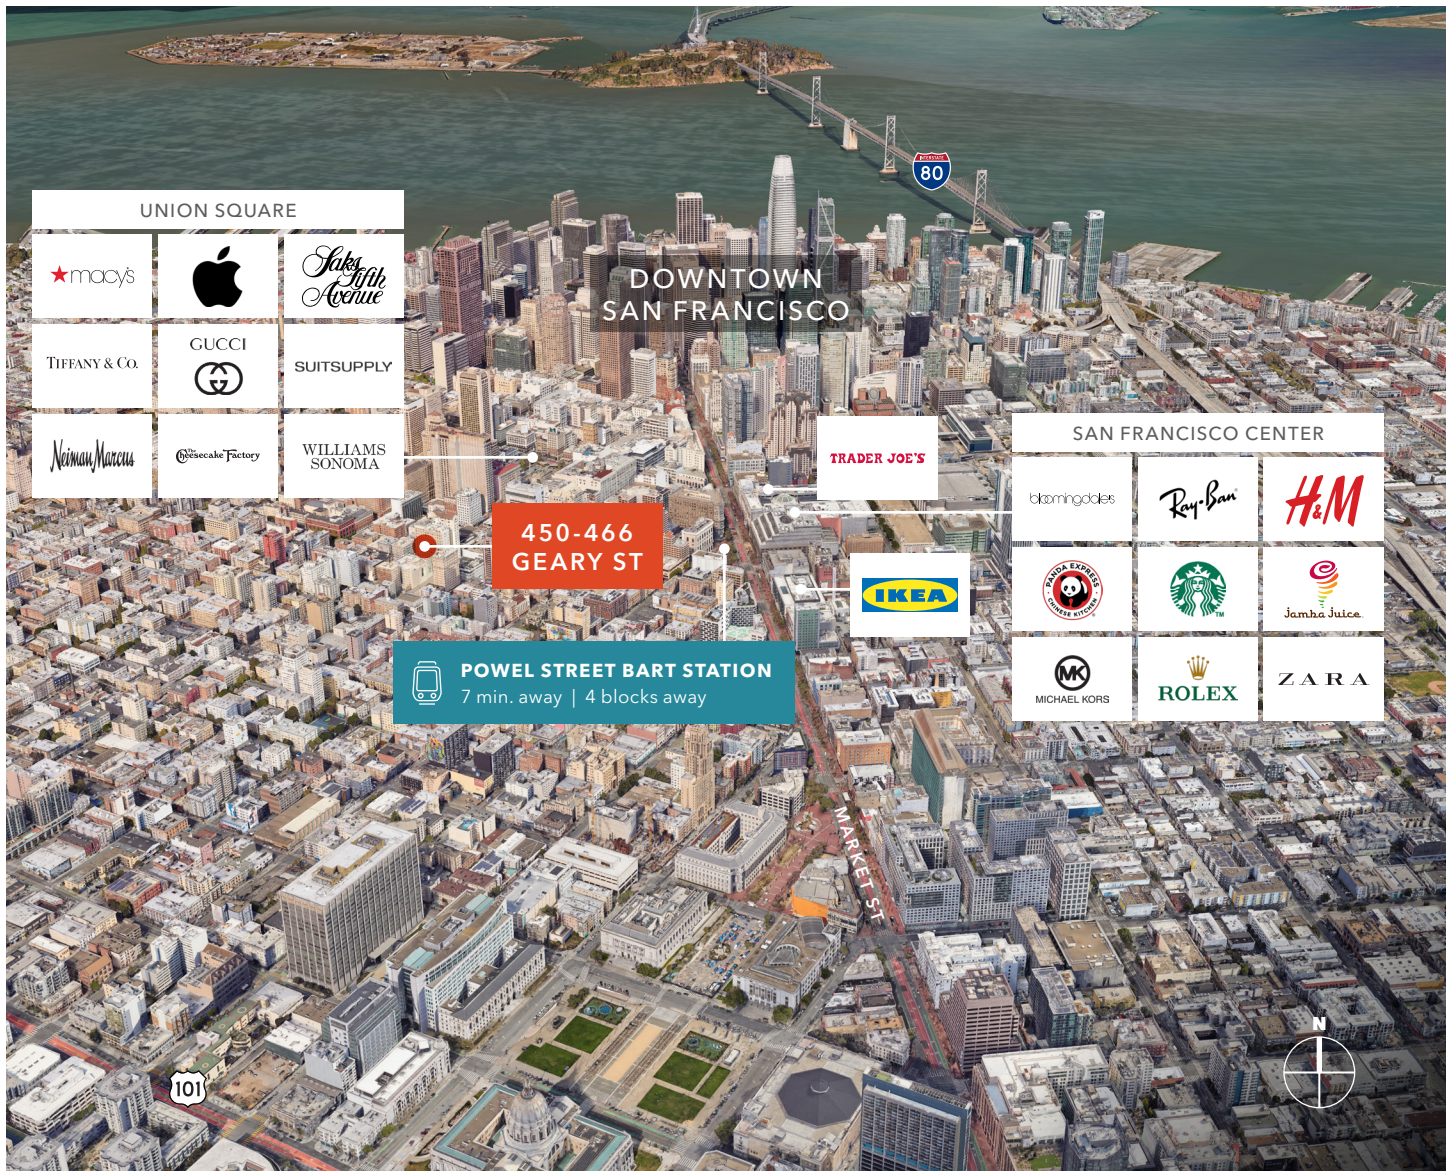 INTERSTATE
80
UNION SQUARE
macy's
Saks
Fifth
Avenue
TIFFANY & CO.
GUCCI
SUITSUPPLY
Neiman Marcus
The
Cheesecake Factory
WILLIAMS
SONOMA
DOWNTOWN
SAN FRANCISCO
TRADER JOE'S
SAN FRANCISCO CENTER
bloomingdale's
Ray-Ban
H&M
PANDA EXPRESS
CHINESE KITCHEN
TM
jamba juice
MK
MICHAEL KORS
ROLEX
ZARA
450-466
GEARY ST
IKEA
POWEL STREET BART STATION
7 min. away | 4 blocks away
MARKET ST
N
101